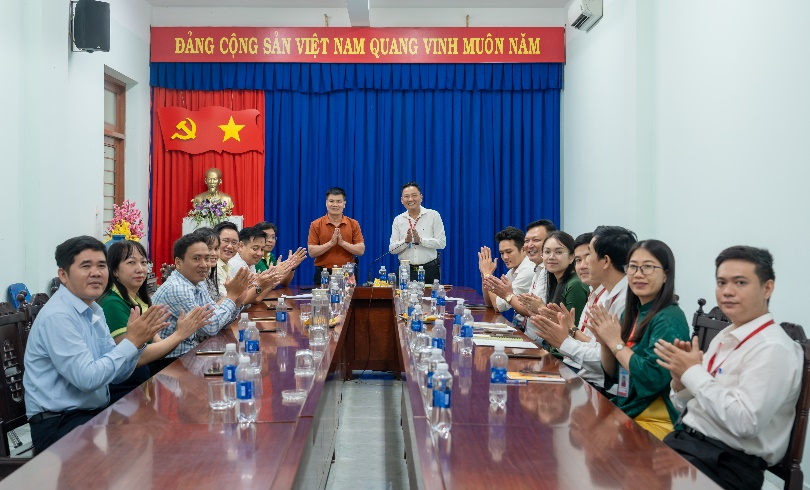 ĐẢNG CỘNG SẢN VIỆT NAM QUANG VINH MUÔN NĂM